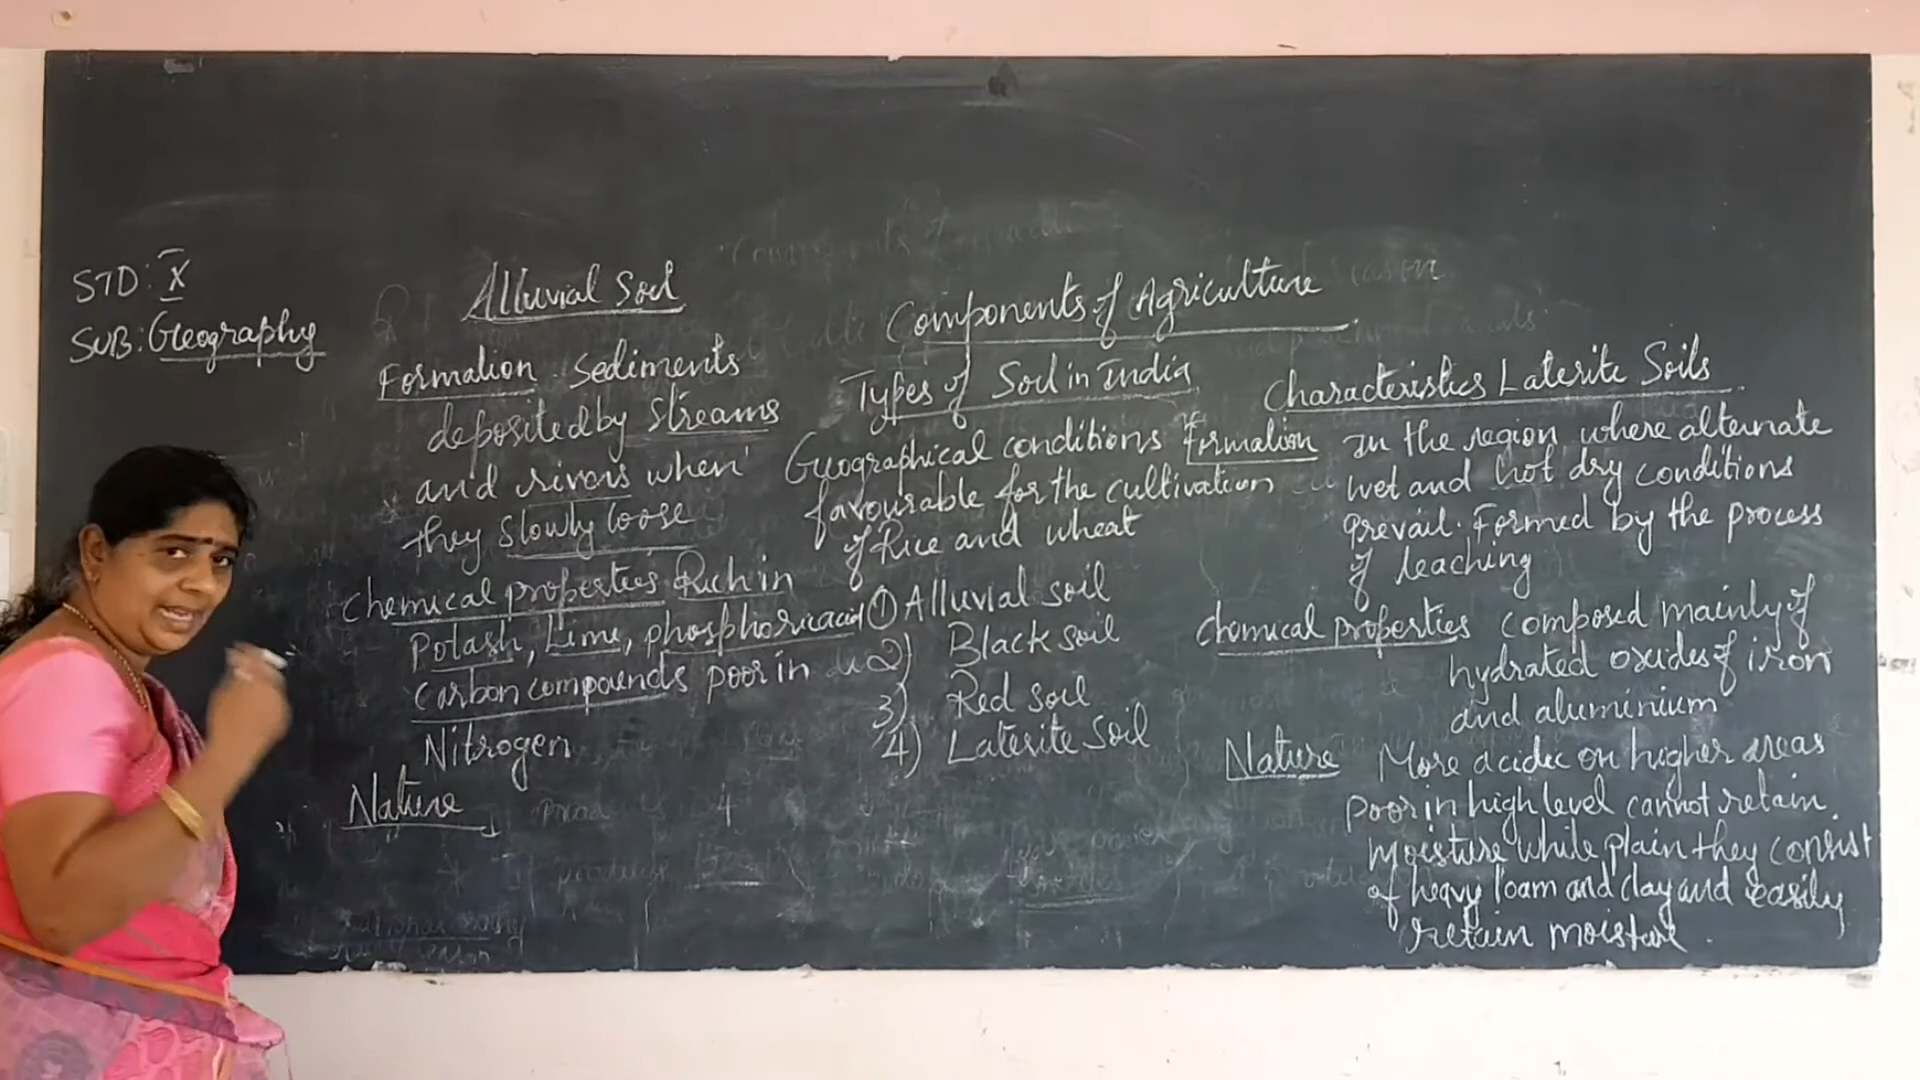 STD: X
SUB: Geography
Alluvial Soil
Formation. Sediments
deposited by streams
and rivers when
they slowly loose
Chemical properties Rich in
Potash, Lime, phosphoric acid
carbon compounds poor in
Nitrogen
Nature
Components of Agriculture
Types of Soil in India
Geographical conditions
favourable for the cultivation
of Rice and wheat
① Alluvial soil
2) Black soil
3) Red soil
4) Laterite Soil
Characteristics Laterite Soils
Formation In the region where alternate
wet and hot dry conditions
prevail. Formed by the process
of leaching
Chemical properties composed mainly of
hydrated oxides of iron
and aluminium
Nature More acidic on higher areas
poor in high level cannot retain
moisture while plain they consist
of heavy loam and clay and easily
retain moisture.